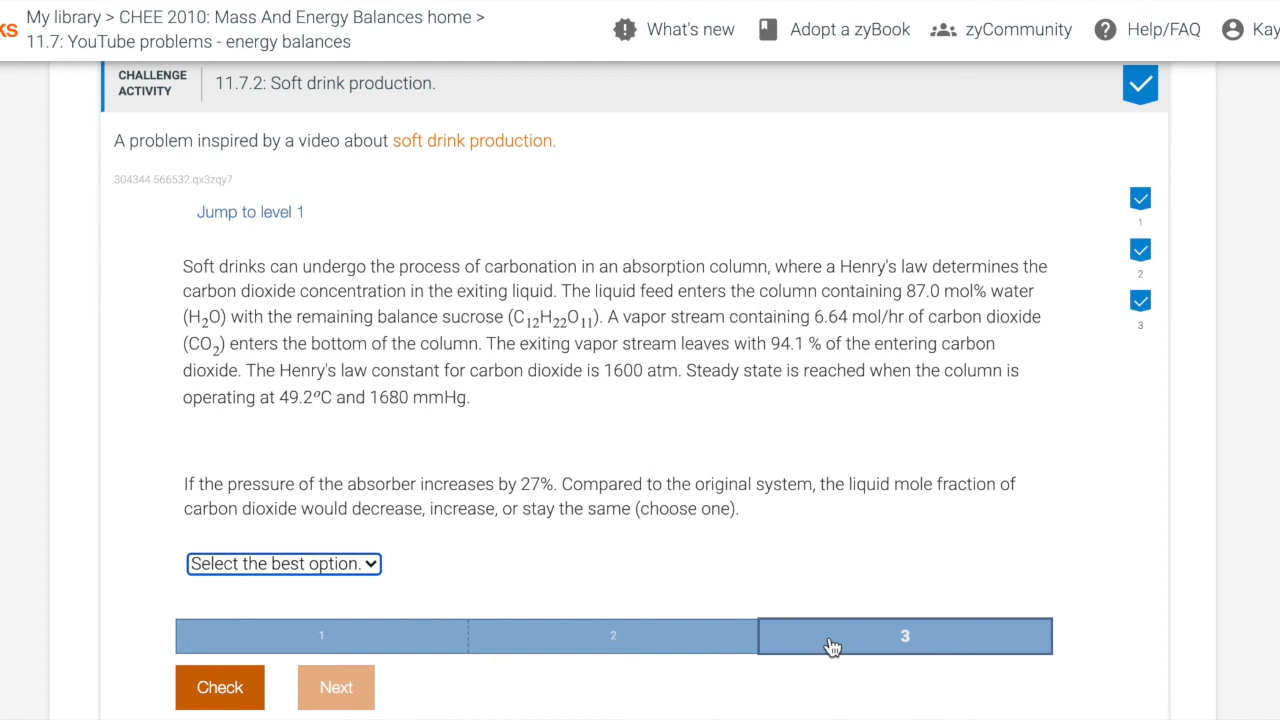 My library > CHEE 2010: Mass And Energy Balances home >
ks What's new Adopt a zyBook zyCommunity Help/FAQ Kay
11.7: YouTube problems - energy balances
CHALLENGE
ACTIVITY
11.7.2: Soft drink production.
A problem inspired by a video about soft drink production.
304344.566532.qx3zqy7
Jump to level 1
1
2
3
Soft drinks can undergo the process of carbonation in an absorption column, where a Henry's law determines the
carbon dioxide concentration in the exiting liquid. The liquid feed enters the column containing 87.0 mol% water
(H₂O) with the remaining balance sucrose (C₁₂H₂₂O₁₁). A vapor stream containing 6.64 mol/hr of carbon dioxide
(CO₂) enters the bottom of the column. The exiting vapor stream leaves with 94.1 % of the entering carbon
dioxide. The Henry's law constant for carbon dioxide is 1600 atm. Steady state is reached when the column is
operating at 49.2ºC and 1680 mmHg.
If the pressure of the absorber increases by 27%. Compared to the original system, the liquid mole fraction of
carbon dioxide would decrease, increase, or stay the same (choose one).
Select the best option.
1 2 3
Check Next